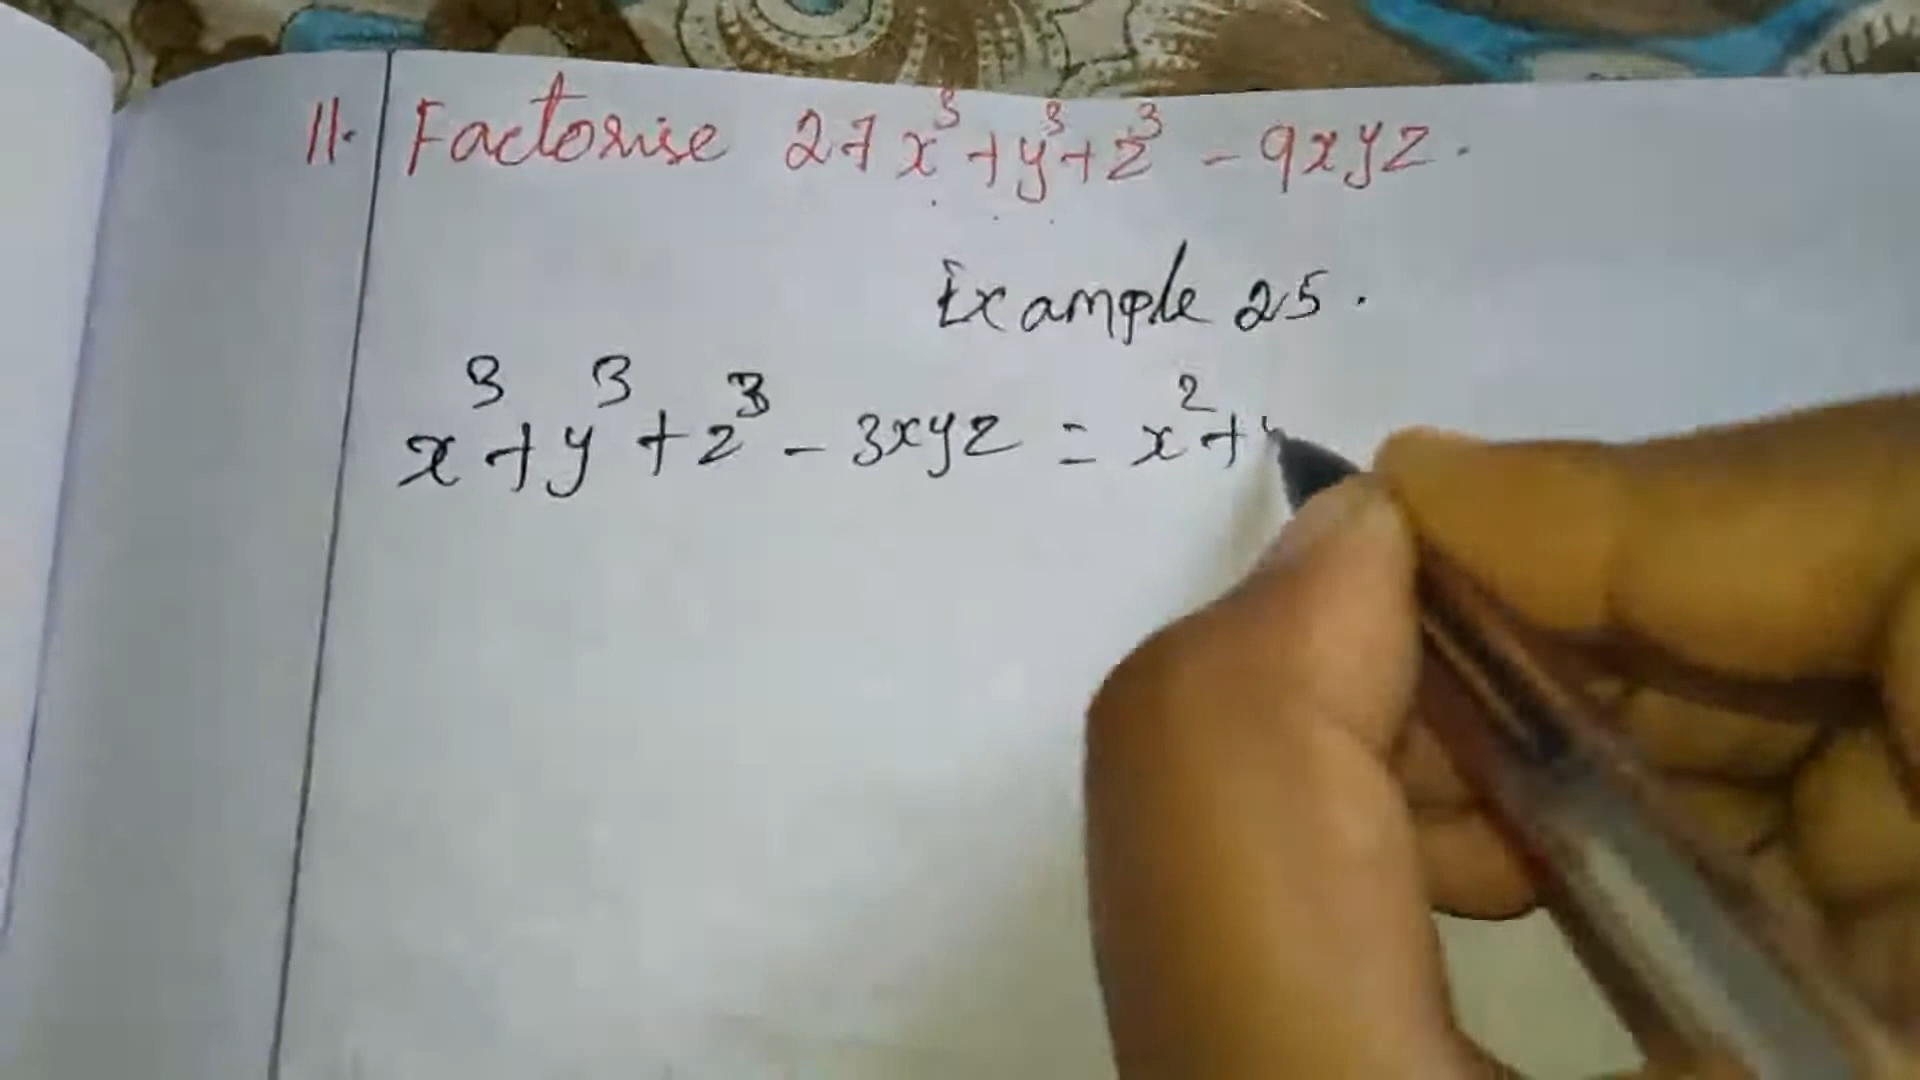 11. Factorise 27x³+y³+z³ - 9xyz.
Example 25.
x³+y³+z³ - 3xyz = x²+